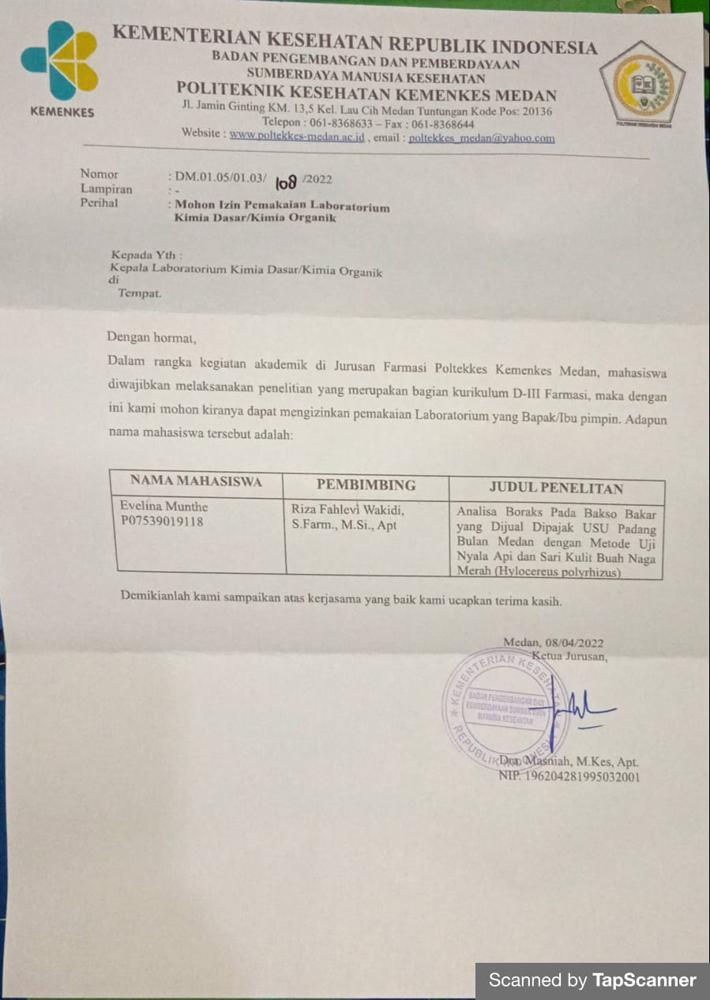 KEMENTERIAN KESEHATAN REPUBLIK INDONESIA
BADAN PENGEMBANGAN DAN PEMBERDAYAAN
SUMBERDAYA MANUSIA KESEHATAN
POLITEKNIK KESEHATAN KEMENKES MEDAN
Jl. Jamin Ginting KM. 13,5 Kel. Lau Cih Medan Tuntungan Kode Pos: 20136
Telepon : 061-8368633 – Fax : 061-8368644
Website : www.poltekkes-medan.ac.id , email : poltekkes_medan@yahoo.com
KEMENKES
POLITEKNIK KESEHATAN MEDAN
Nomor : DM.01.05/01.03/ 108 /2022
Lampiran : -
Perihal : Mohon Izin Pemakaian Laboratorium
Kimia Dasar/Kimia Organik
Kepada Yth :
Kepala Laboratorium Kimia Dasar/Kimia Organik
di
Tempat.
Dengan hormat,
Dalam rangka kegiatan akademik di Jurusan Farmasi Poltekkes Kemenkes Medan, mahasiswa
diwajibkan melaksanakan penelitian yang merupakan bagian kurikulum D-III Farmasi, maka dengan
ini kami mohon kiranya dapat mengizinkan pemakaian Laboratorium yang Bapak/Ibu pimpin. Adapun
nama mahasiswa tersebut adalah:
NAMA MAHASISWA PEMBIMBING JUDUL PENELITAN
Evelina Munthe
P07539019118
Riza Fahlevi Wakidi,
S.Farm., M.Si., Apt
Analisa Boraks Pada Bakso Bakar
yang Dijual Dipajak USU Padang
Bulan Medan dengan Metode Uji
Nyala Api dan Sari Kulit Buah Naga
Merah (Hylocereus polyrhizus)
Demikianlah kami sampaikan atas kerjasama yang baik kami ucapkan terima kasih.
Medan, 08/04/2022
Ketua Jurusan,
KEMENTERIAN KESEHATAN
BADAN PENGEMBANGAN DAN
PEMBERDAYAAN SUMBER DAYA
MANUSIA KESEHATAN
REPUBLIK INDONESIA
Dra. Masniah, M.Kes, Apt.
NIP. 196204281995032001
Scanned by TapScanner